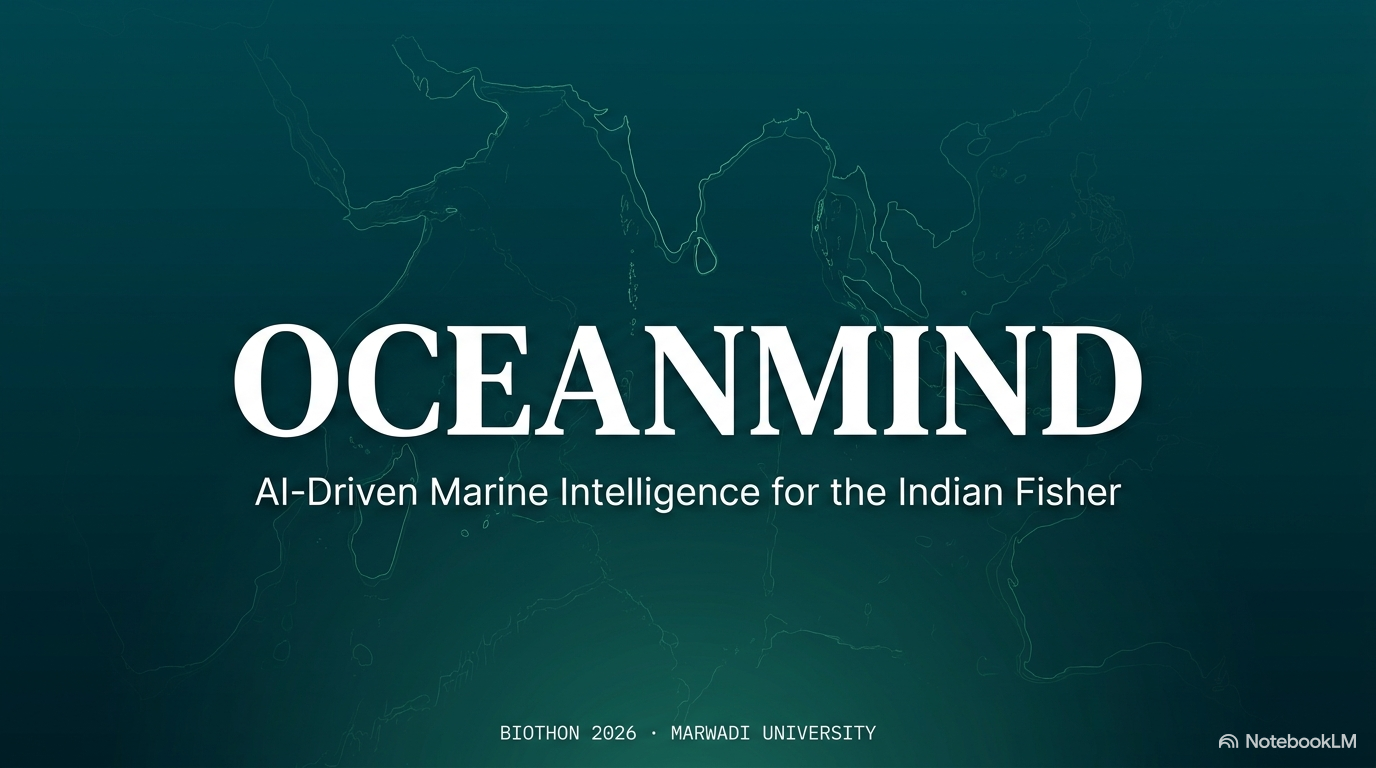 OCEANMIND
AI-Driven Marine Intelligence for the Indian Fisher
BIOTHON 2026 · MARWADI UNIVERSITY
NotebookLM